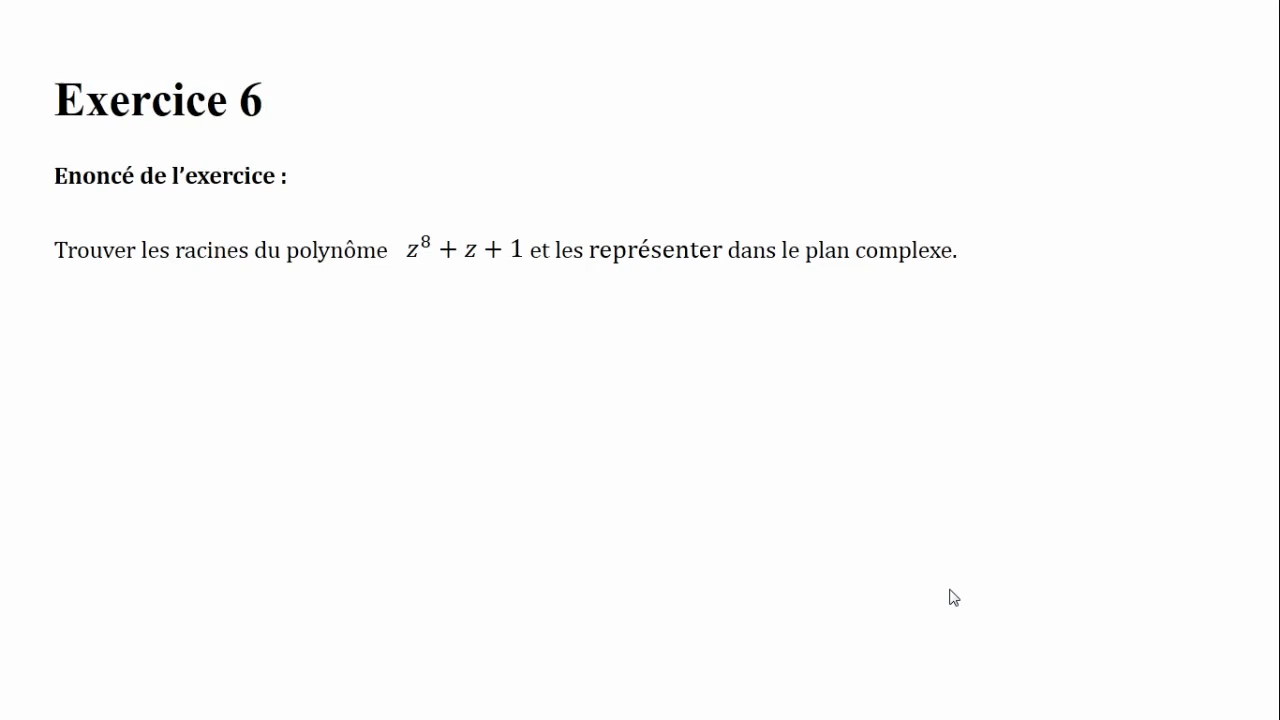 Exercice 6
Enoncé de l’exercice :
Trouver les racines du polynôme z⁸ + z + 1 et les représenter dans le plan complexe.